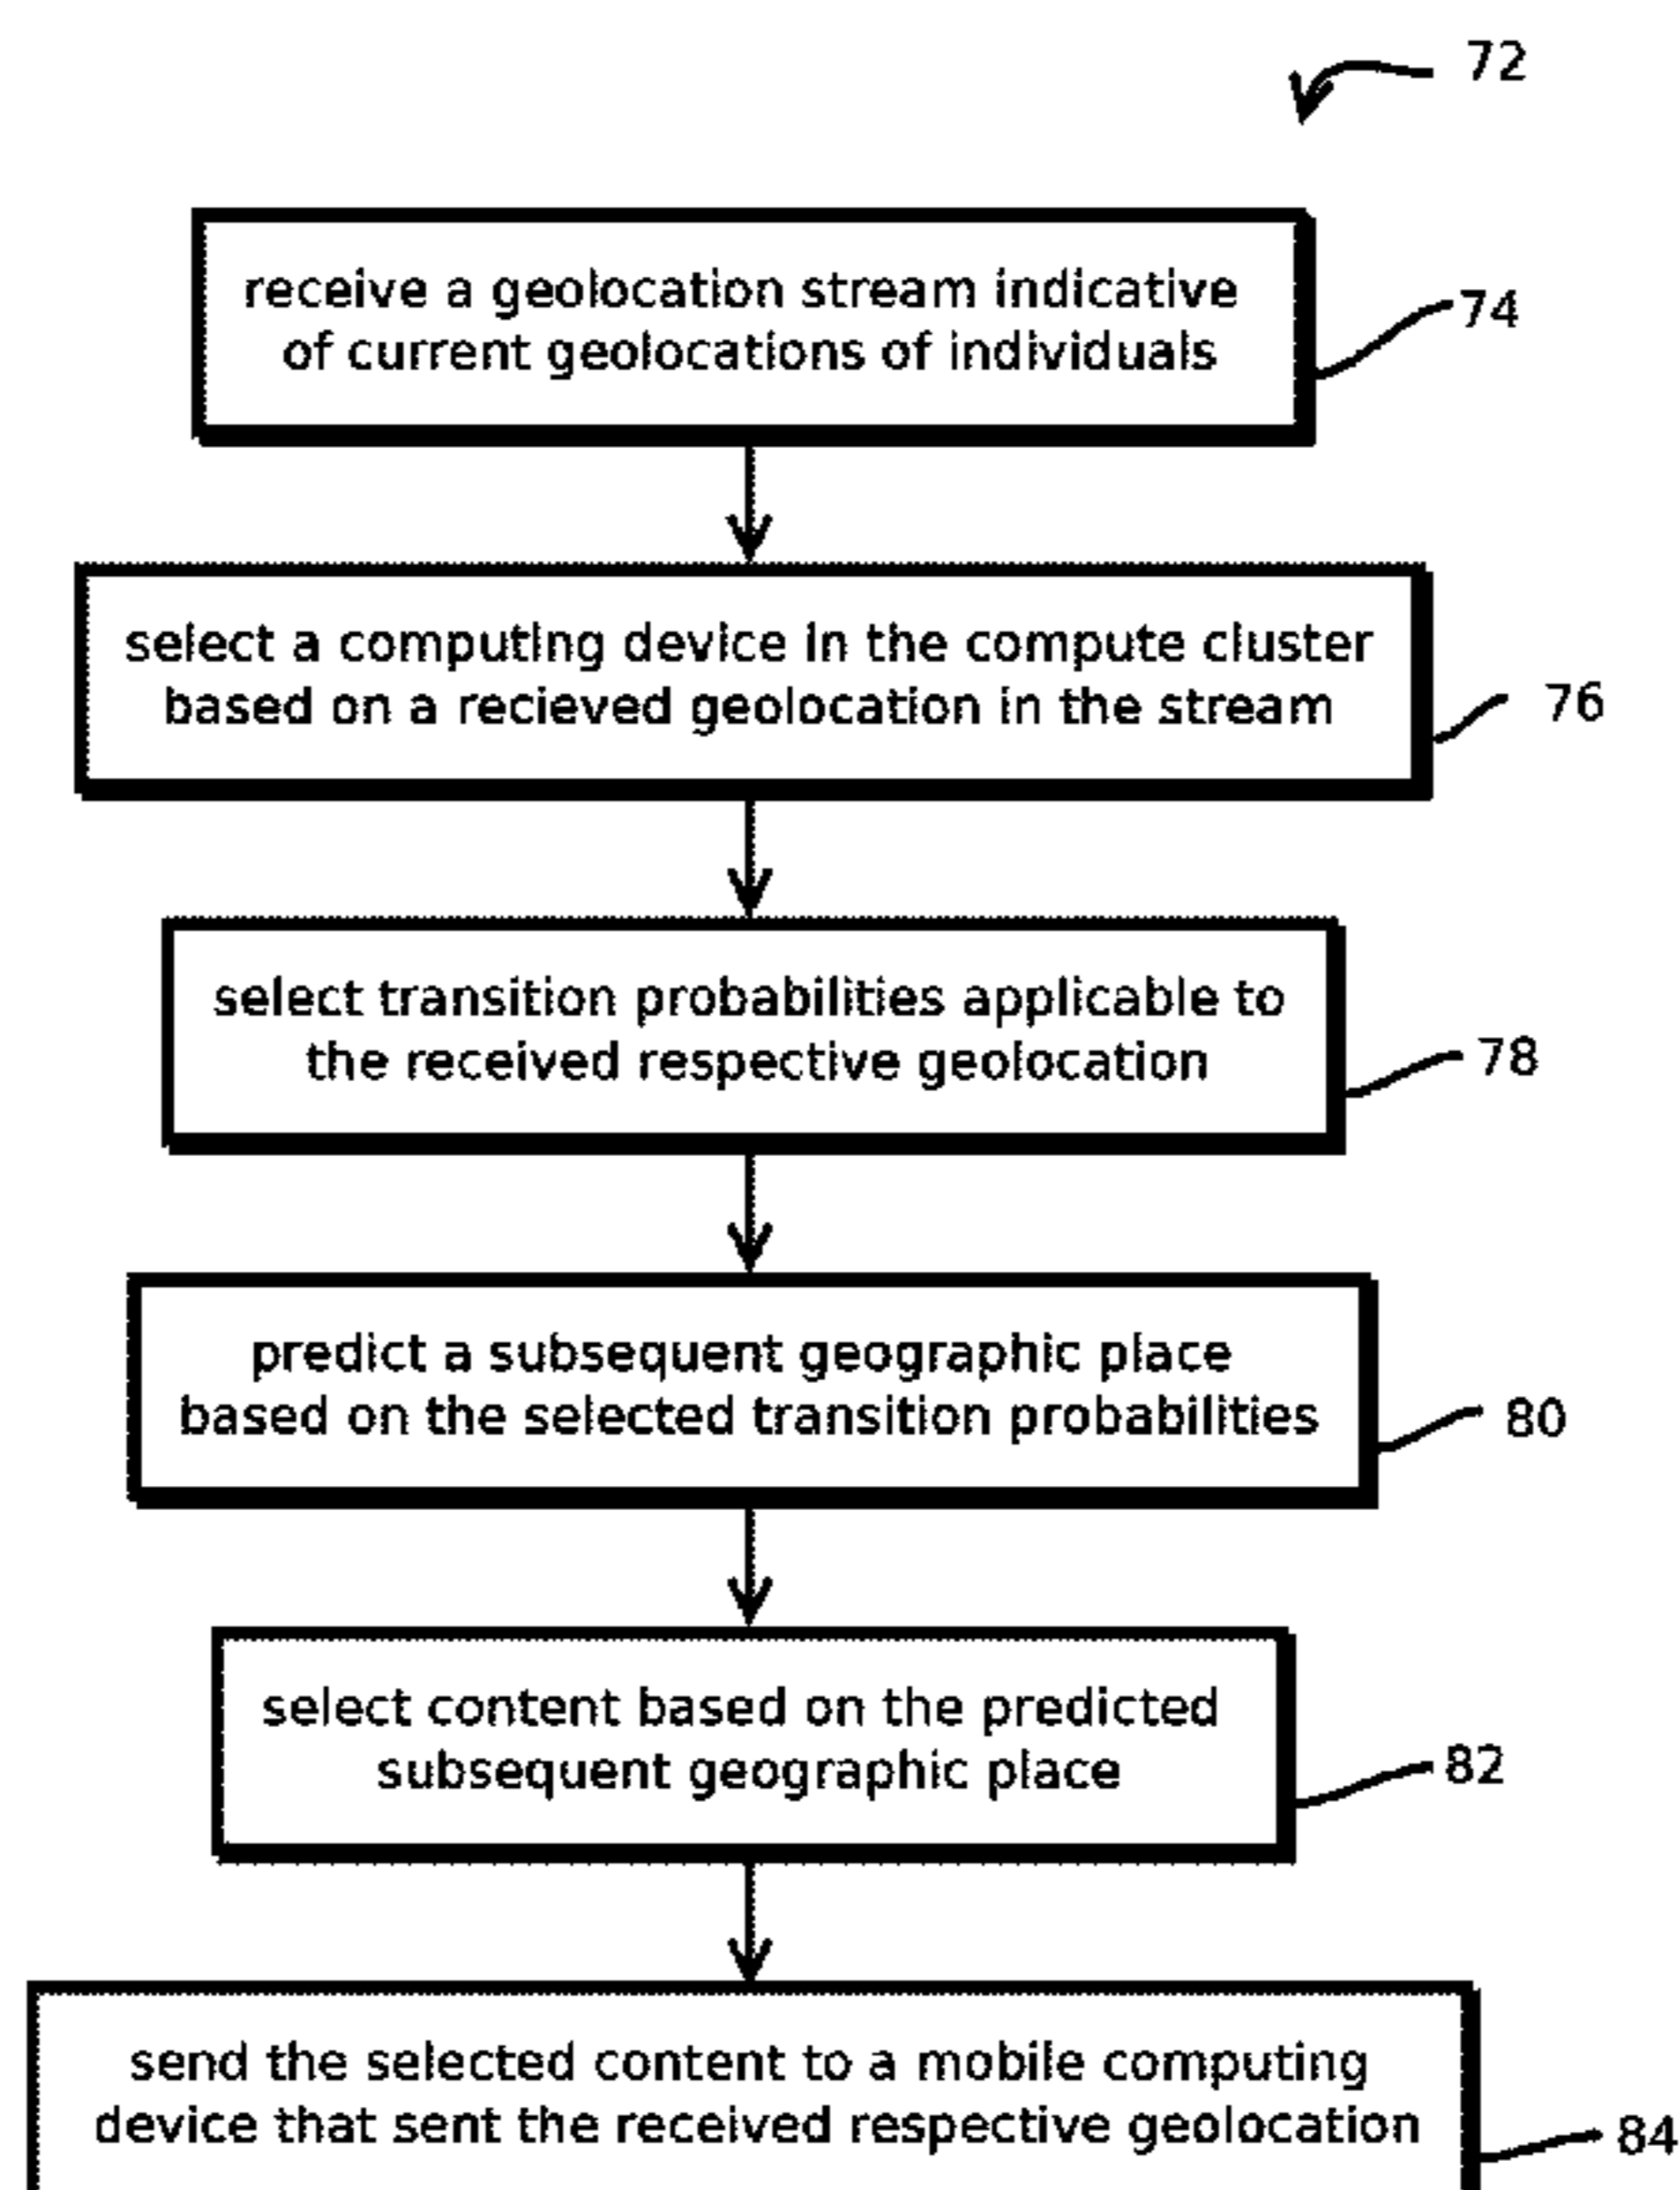 72
receive a geolocation stream indicative
of current geolocations of individuals
74
select a computing device in the compute cluster
based on a recieved geolocation in the stream
76
select transition probabilities applicable to
the received respective geolocation
78
predict a subsequent geographic place
based on the selected transition probabilities
80
select content based on the predicted
subsequent geographic place
82
send the selected content to a mobile computing
device that sent the received respective geolocation
84